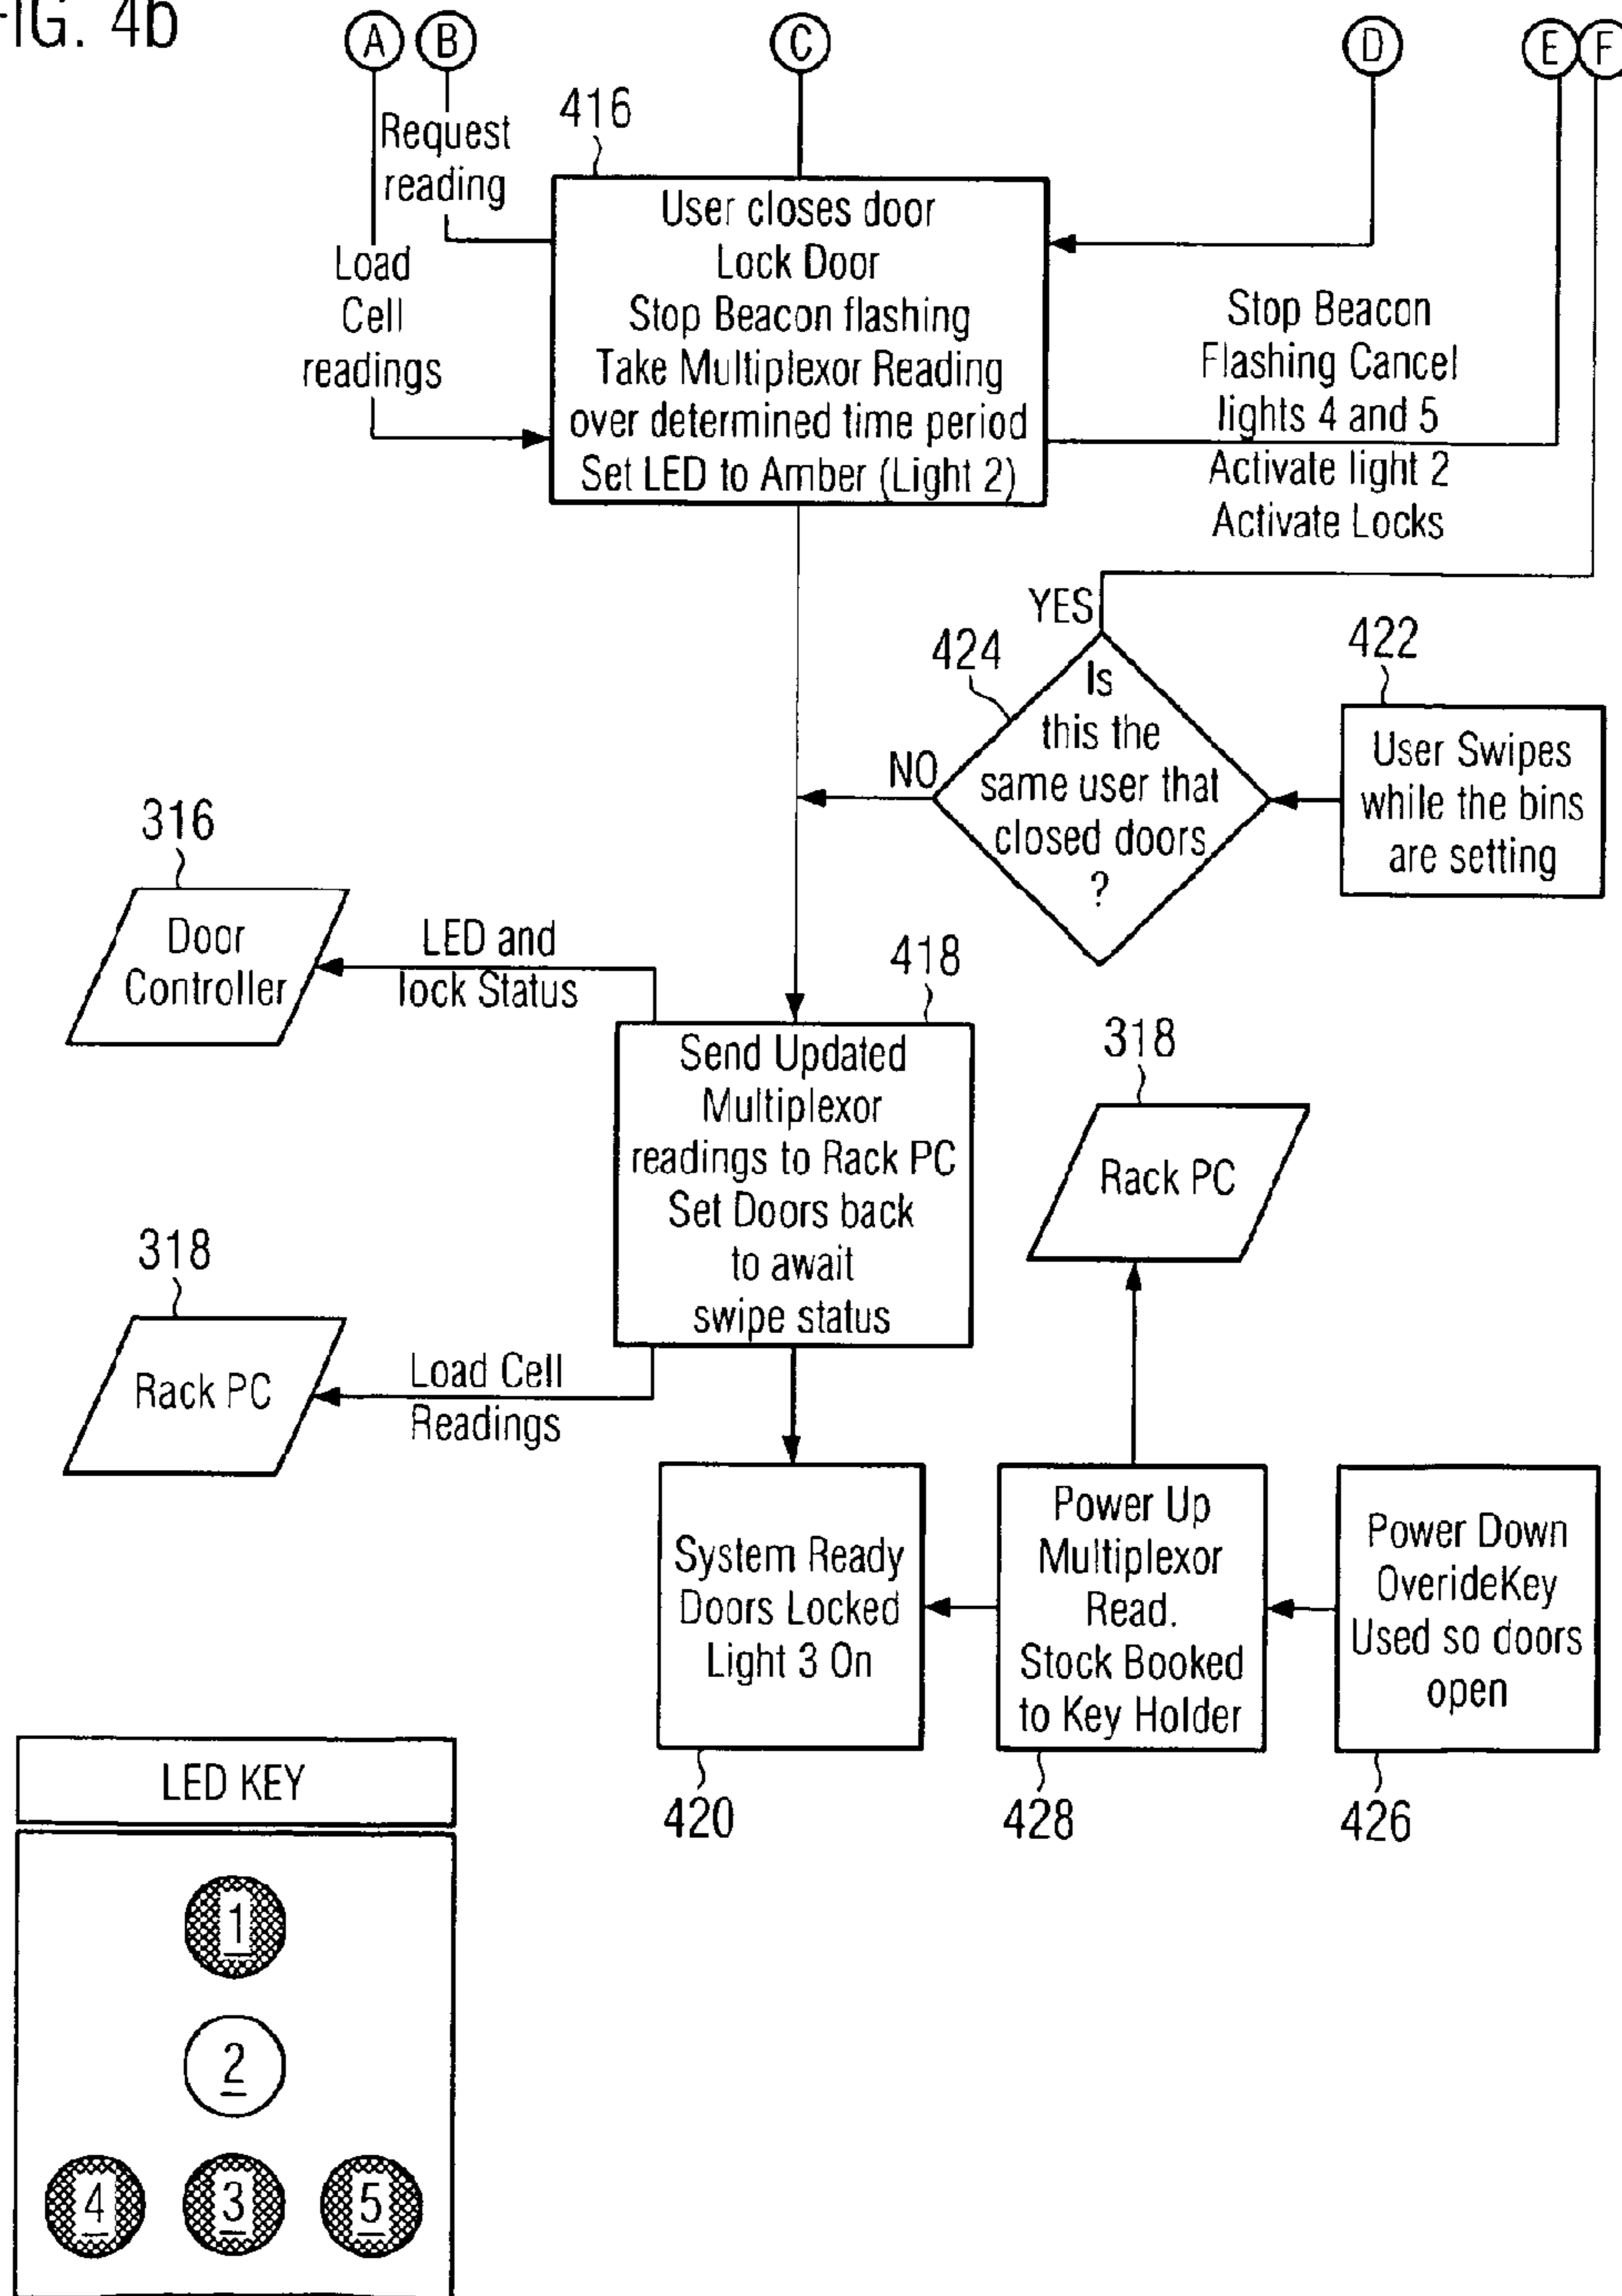 FIG. 4b
A
B
C
D
E
F
416
Request
reading
Load
Cell
readings
User closes door
Lock Door
Stop Beacon flashing
Take Multiplexor Reading
over determined time period
Set LED to Amber (Light 2)
Stop Beacon
Flashing Cancel
lights 4 and 5
Activate light 2
Activate Locks
YES
424
422
Is
this the
same user that
closed doors
?
NO
User Swipes
while the bins
are setting
316
Door
Controller
LED and
lock Status
418
Send Updated
Multiplexor
readings to Rack PC
Set Doors back
to await
swipe status
318
Rack PC
318
Rack PC
Load Cell
Readings
System Ready
Doors Locked
Light 3 On
Power Up
Multiplexor
Read.
Stock Booked
to Key Holder
Power Down
OverideKey
Used so doors
open
420
428
426
LED KEY
1
2
4
3
5